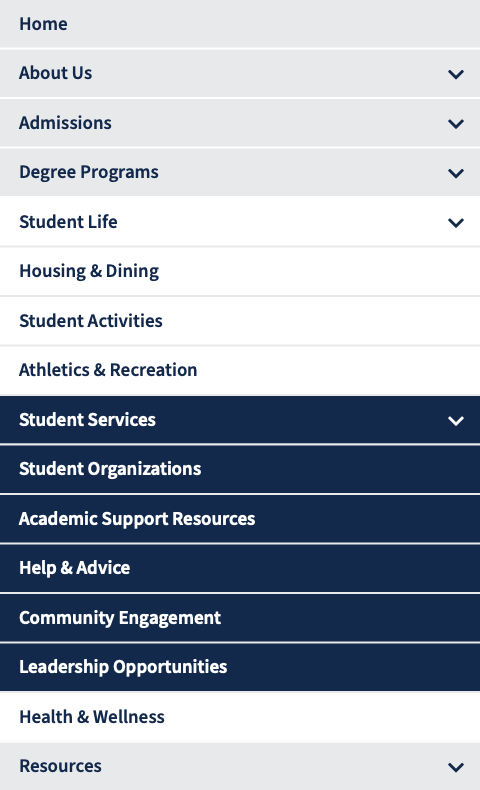 Home
About Us
Admissions
Degree Programs
Student Life
Housing & Dining
Student Activities
Athletics & Recreation
Student Services
Student Organizations
Academic Support Resources
Help & Advice
Community Engagement
Leadership Opportunities
Health & Wellness
Resources